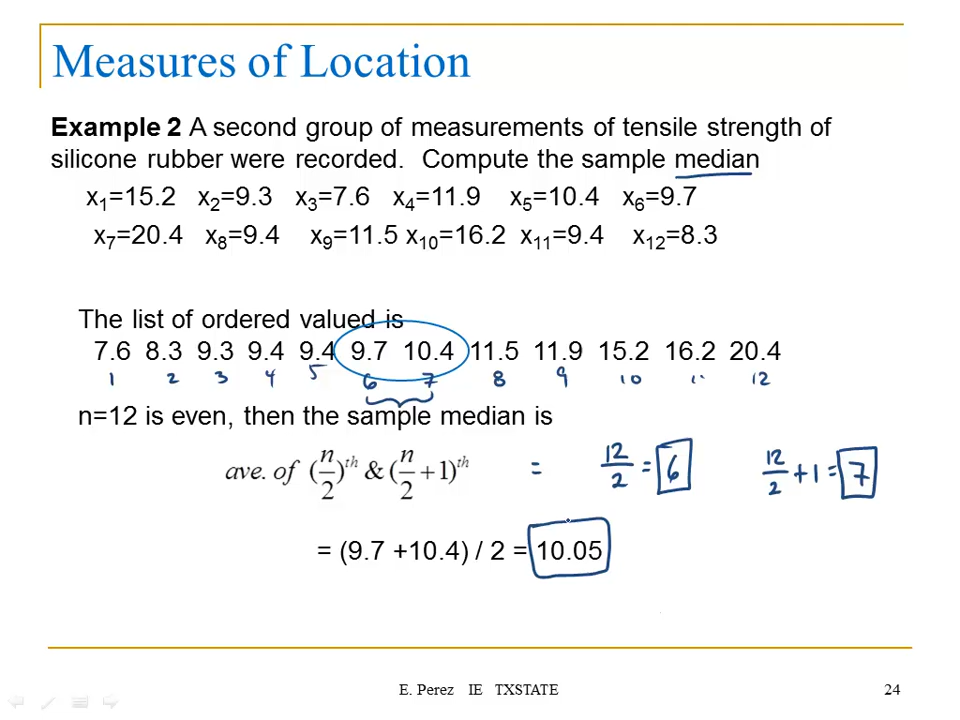 Measures of Location
Example 2 A second group of measurements of tensile strength of
silicone rubber were recorded. Compute the sample median
x₁=15.2 x₂=9.3 x₃=7.6 x₄=11.9 x₅=10.4 x₆=9.7
x₇=20.4 x₈=9.4 x₉=11.5 x₁₀=16.2 x₁₁=9.4 x₁₂=8.3
The list of ordered valued is
7.6 8.3 9.3 9.4 9.4 9.7 10.4 11.5 11.9 15.2 16.2 20.4
1 2 3 4 5 6 7 8 9 10 11 12
n=12 is even, then the sample median is
ave. of (n/2)^th & (n/2 + 1)^th = 12/2 = 6 12/2 + 1 = 7
= (9.7 +10.4) / 2 = 10.05
E. Perez IE TXSTATE 24